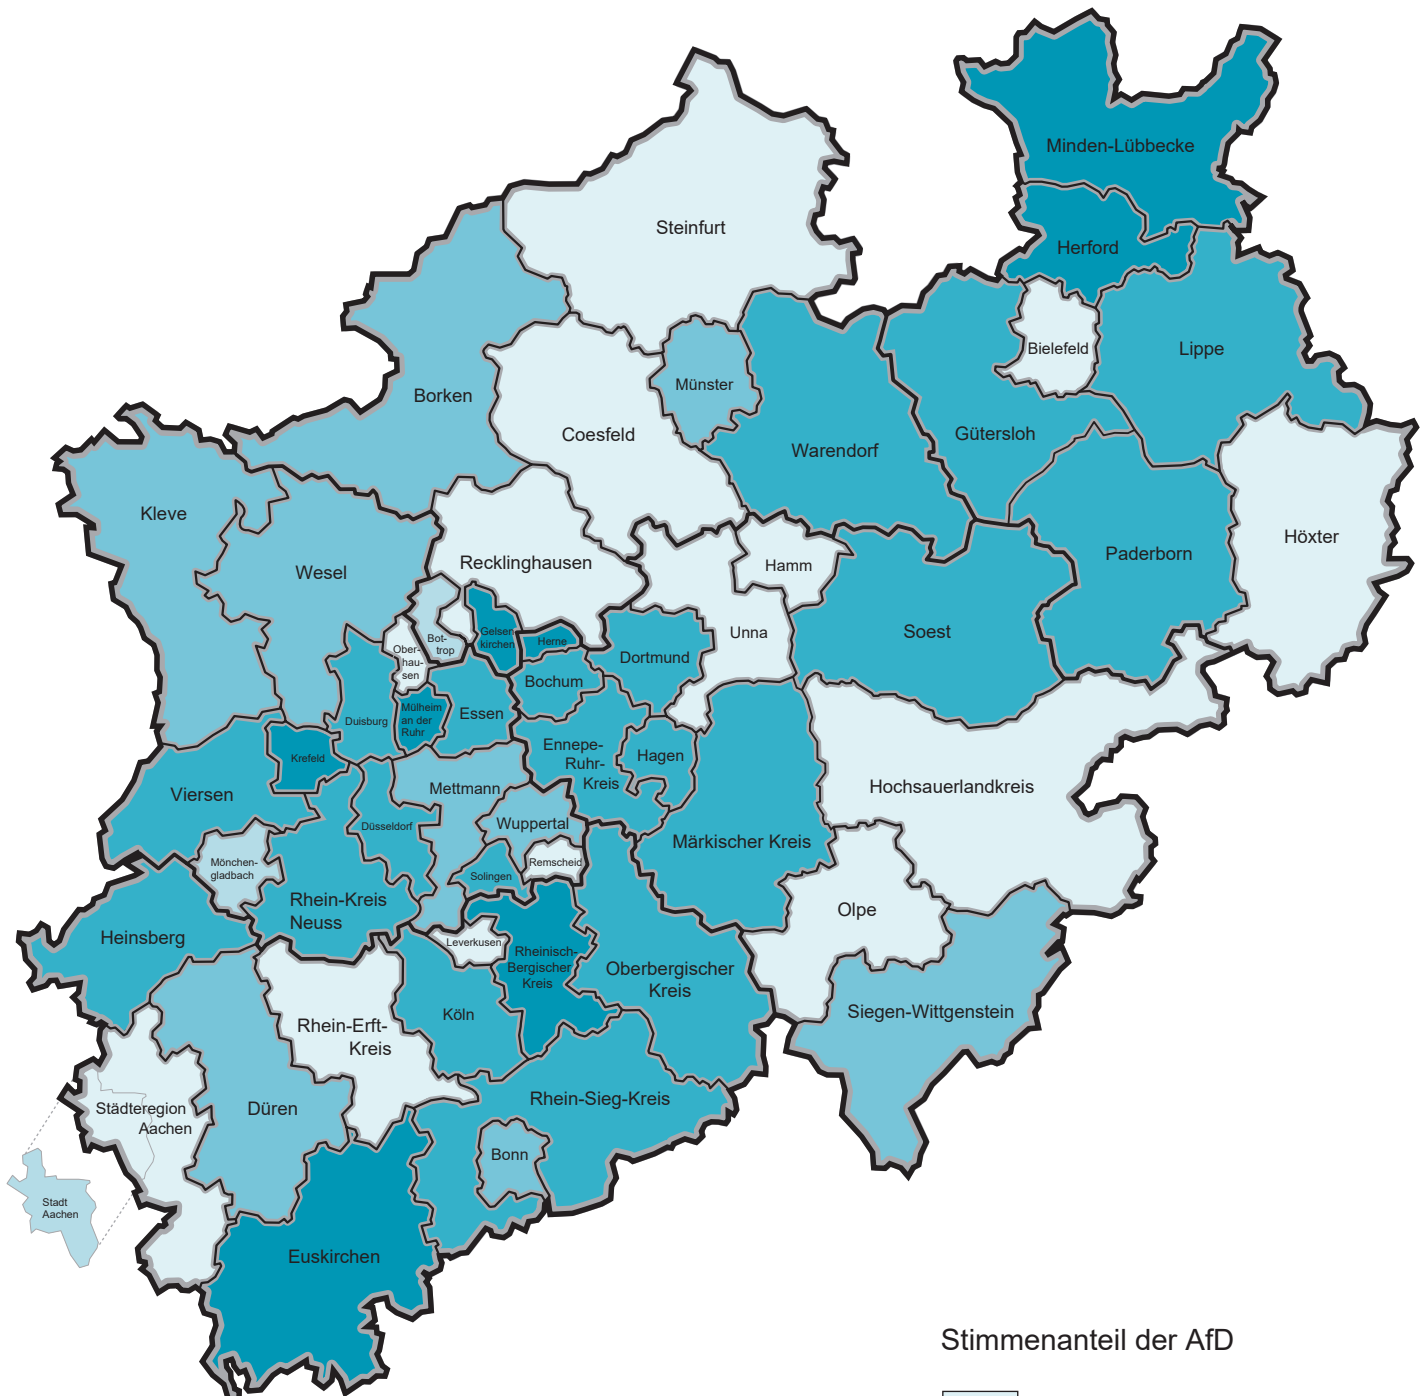 Minden-Lübbecke
Steinfurt
Herford
Bielefeld
Lippe
Münster
Borken
Coesfeld
Gütersloh
Warendorf
Kleve
Höxter
Paderborn
Recklinghausen
Hamm
Wesel
Unna
Soest
Gelsen
kirchen
Herne
Bot-
trop
Ober-
hau-
sen
Dortmund
Bochum
Mülheim
an der
Ruhr
Essen
Duisburg
Ennepe-
Ruhr-
Kreis
Hagen
Krefeld
Hochsauerlandkreis
Mettmann
Viersen
Wuppertal
Düsseldorf
Märkischer Kreis
Remscheid
Mönchen-
gladbach
Solingen
Rhein-Kreis
Neuss
Olpe
Heinsberg
Leverkusen
Rheinisch-
Bergischer
Kreis
Oberbergischer
Kreis
Köln
Siegen-Wittgenstein
Rhein-Erft-
Kreis
Rhein-Sieg-Kreis
Städteregion
Aachen
Düren
Bonn
Stadt
Aachen
Euskirchen
Stimmenanteil der AfD